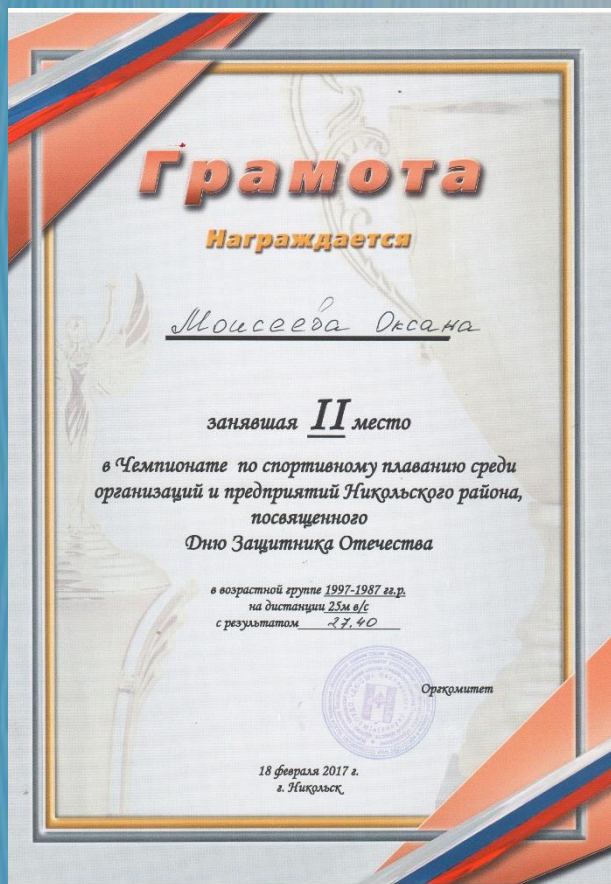 Грамота
Награждается
Моисеева Оксана
занявшая II место
в Чемпионате по спортивному плаванию среди
организаций и предприятий Никольского района,
посвященного
Дню Защитника Отечества
в возрастной группе 1997-1987 гг.р.
на дистанции 25м в/с
с результатом 27.40
Оргкомитет
18 февраля 2017 г.
г. Никольск